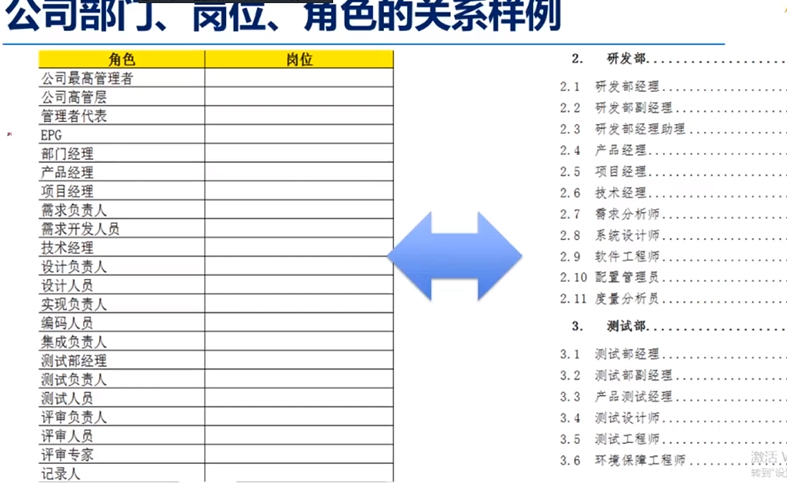 公司部门、岗位、角色的关系样例
角色 岗位
公司最高管理者
公司高管层
管理者代表
EPG
部门经理
产品经理
项目经理
需求负责人
需求开发人员
技术经理
设计负责人
设计人员
实现负责人
编码人员
集成负责人
测试部经理
测试负责人
测试人员
评审负责人
评审人员
评审专家
记录人
2. 研发部
2.1 研发部经理
2.2 研发部副经理
2.3 研发部经理助理
2.4 产品经理
2.5 项目经理
2.6 技术经理
2.7 需求分析师
2.8 系统设计师
2.9 软件工程师
2.10 配置管理员
2.11 度量分析员
3. 测试部
3.1 测试部经理
3.2 测试部副经理
3.3 产品测试经理
3.4 测试设计师
3.5 测试工程师
3.6 环境保障工程师
激活
转到"设